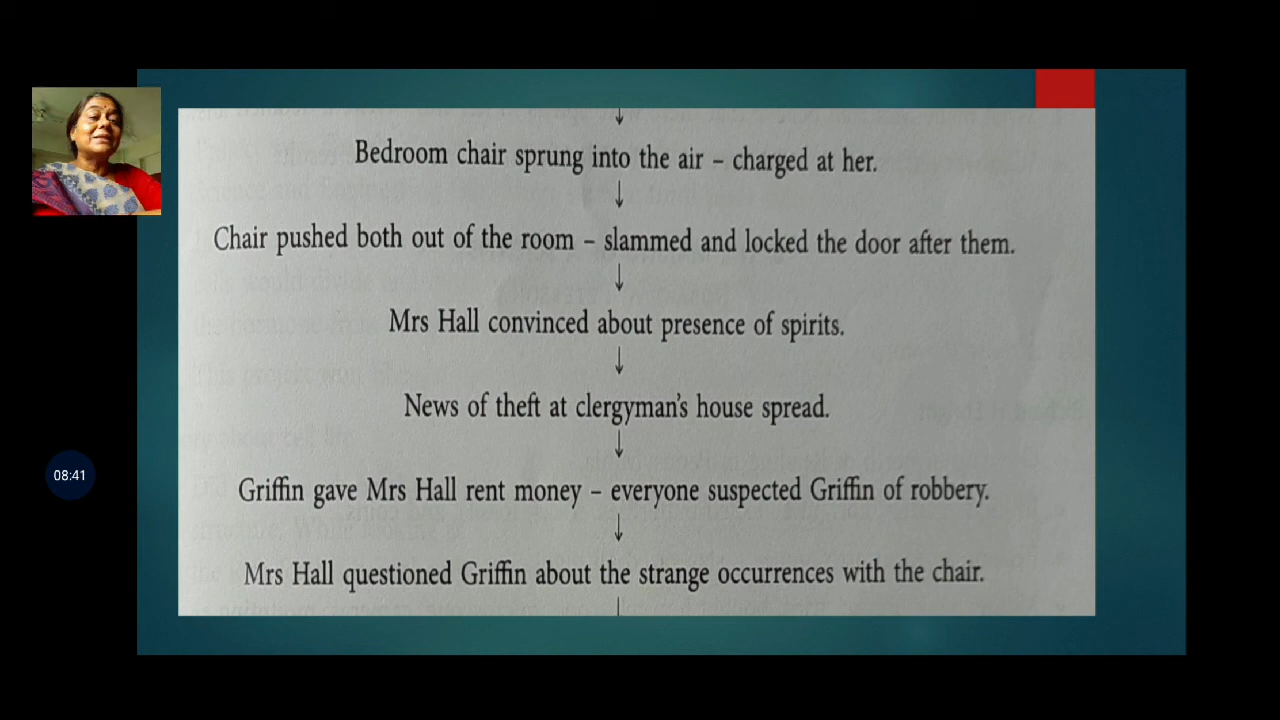 Bedroom chair sprung into the air – charged at her.
↓
Chair pushed both out of the room – slammed and locked the door after them.
↓
Mrs Hall convinced about presence of spirits.
↓
News of theft at clergyman's house spread.
↓
Griffin gave Mrs Hall rent money – everyone suspected Griffin of robbery.
↓
Mrs Hall questioned Griffin about the strange occurrences with the chair.
08:41